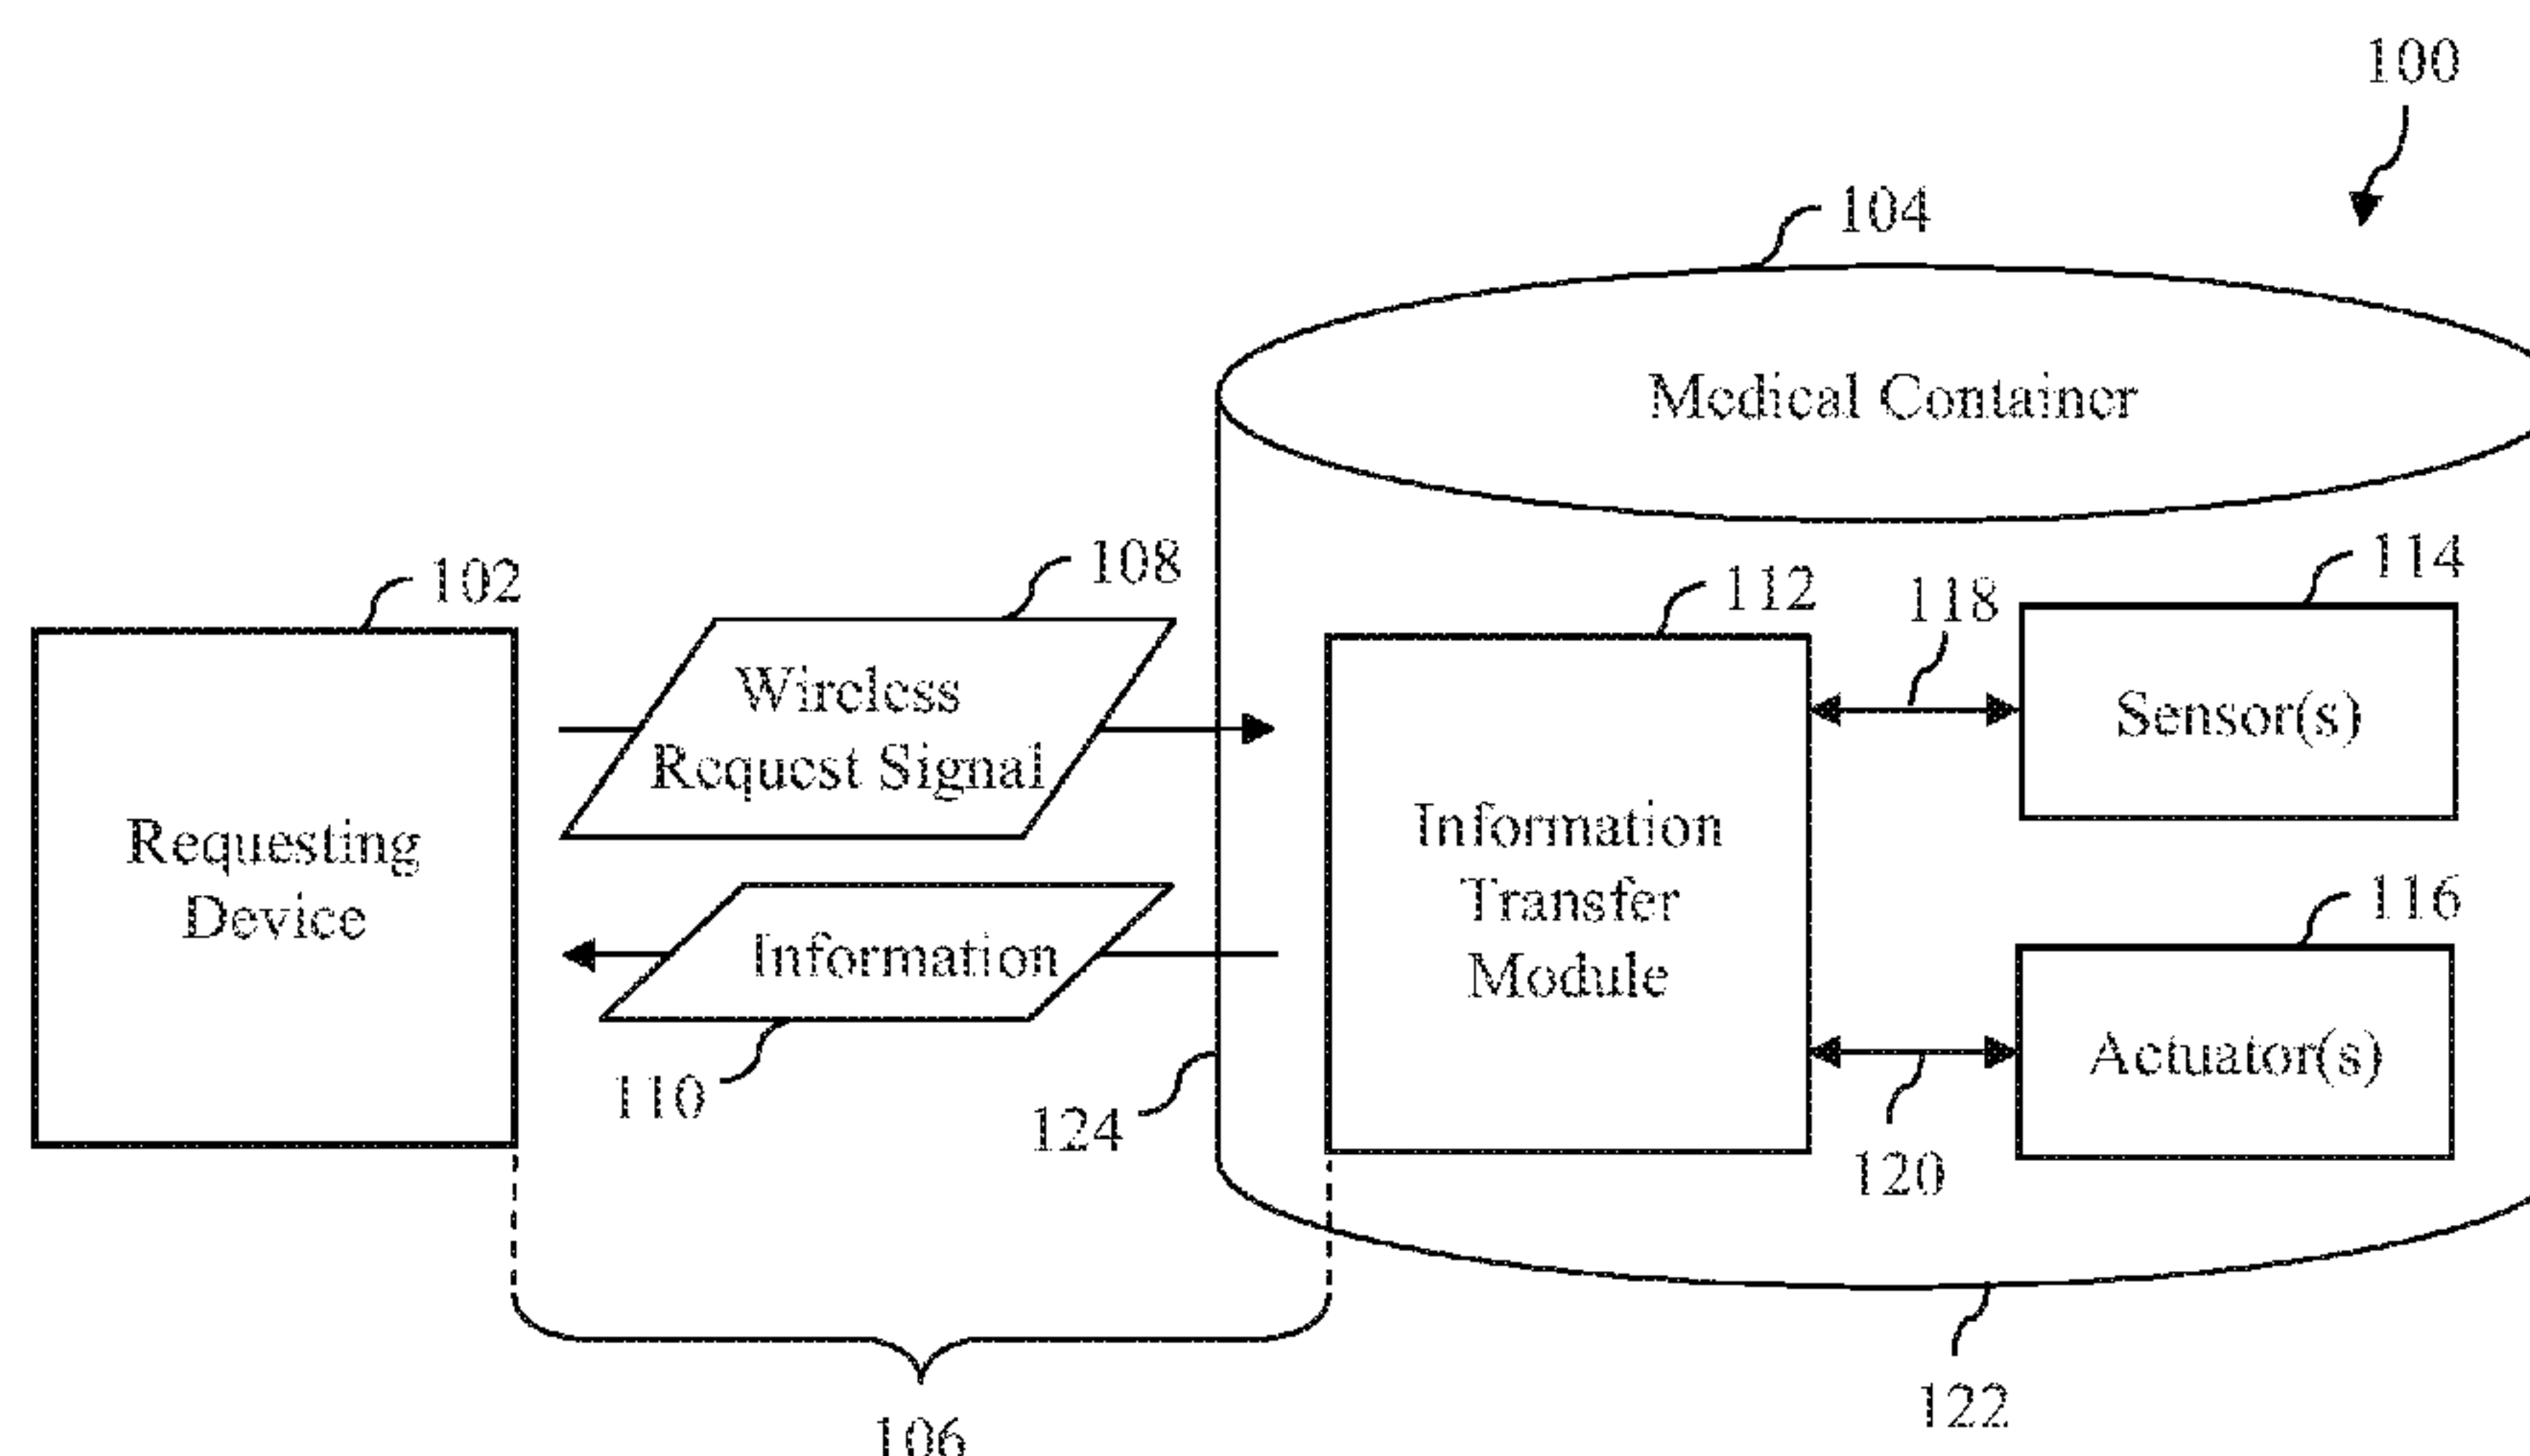 100
104
Medical Container
102
108
112
118
114
Wireless
Request Signal
Sensor(s)
Requesting
Device
Information
Transfer
Module
Information
116
Actuator(s)
110
124
120
122
106